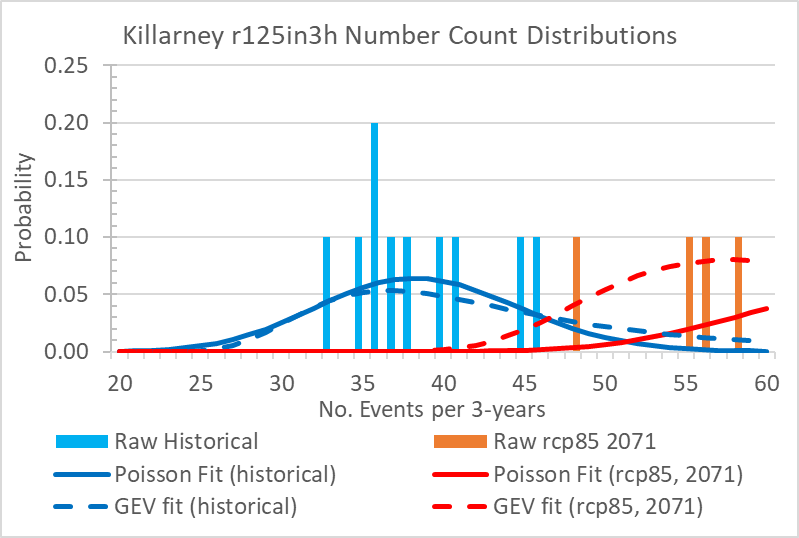 Killarney r125in3h Number Count Distributions
0.25
0.20
0.15
0.10
0.05
0.00
Probability
20 25 30 35 40 45 50 55 60
No. Events per 3-years
Raw Historical Raw rcp85 2071
Poisson Fit (historical) Poisson Fit (rcp85, 2071)
GEV fit (historical) GEV fit (rcp85, 2071)